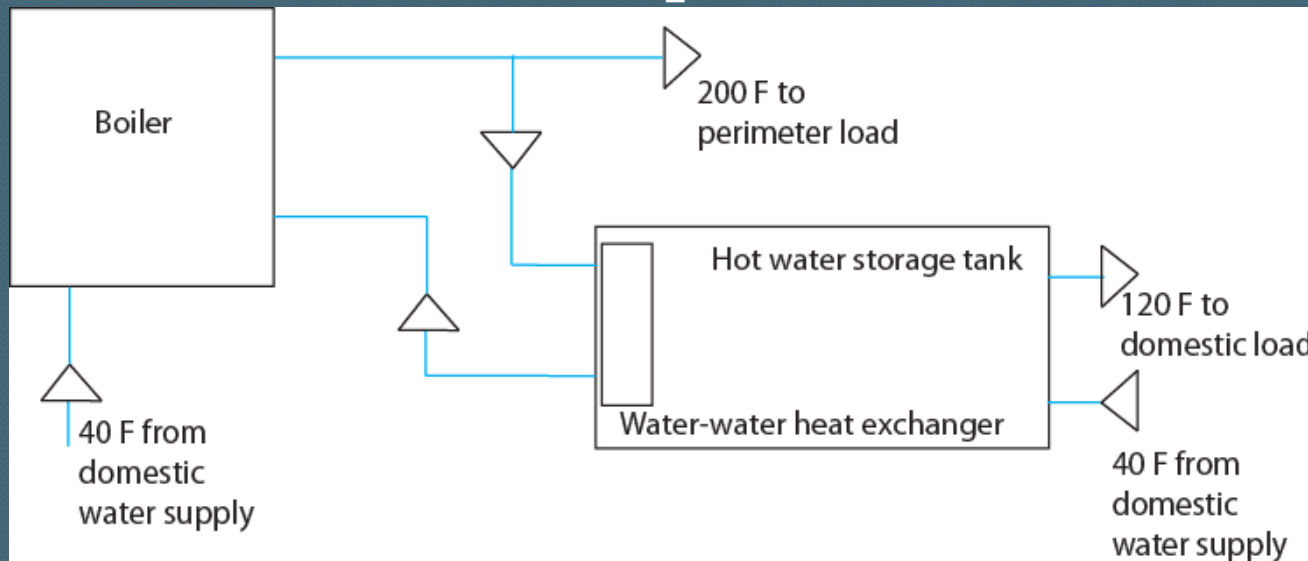 Boiler
200 F to
perimeter load
Hot water storage tank
120 F to
domestic load
Water-water heat exchanger
40 F from
domestic
water supply
40 F from
domestic
water supply